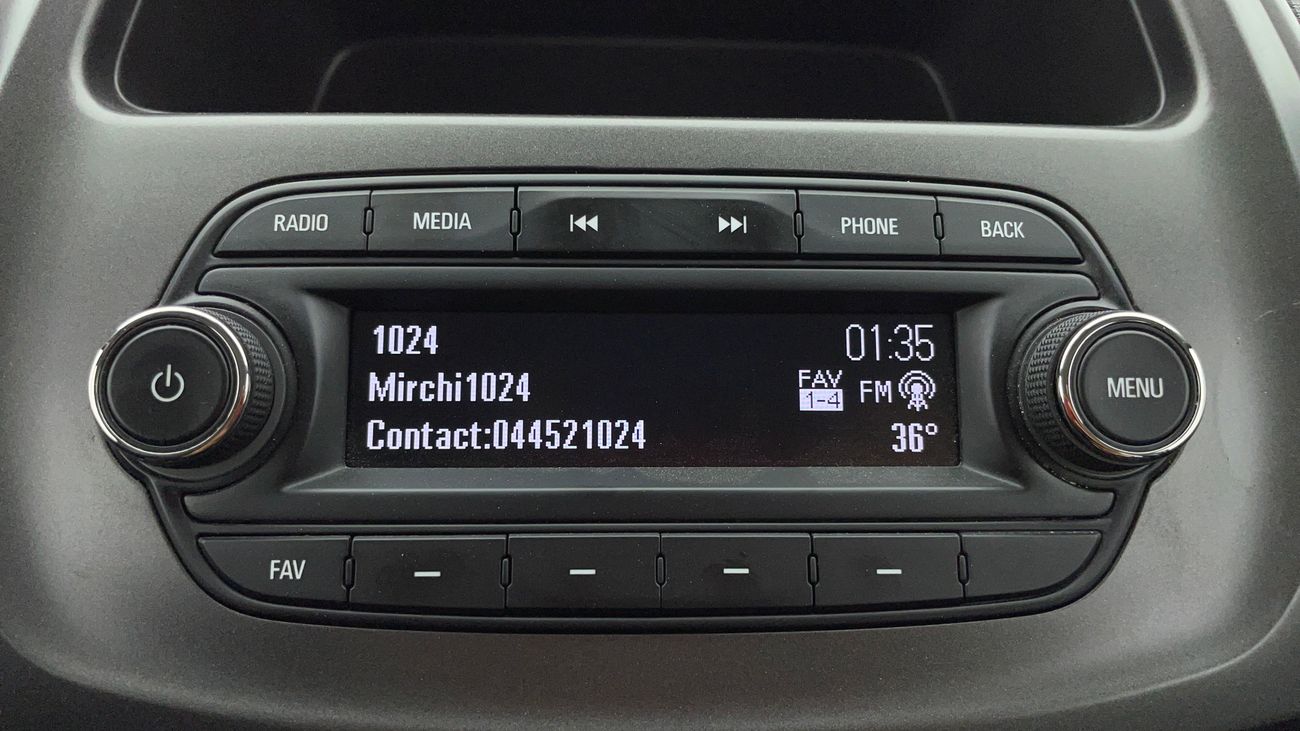 RADIO MEDIA PHONE BACK
1024 01:35
Mirchi1024 FAV 1-4 FM
Contact:044521024 36°
MENU
FAV